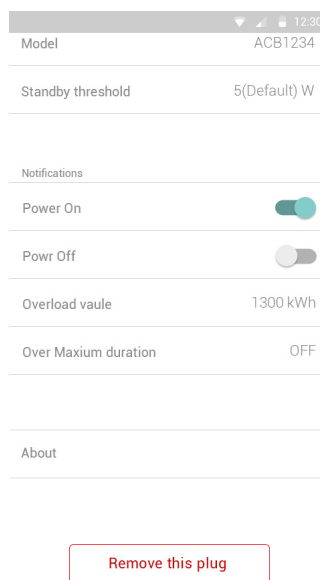 12:30
Model ACB1234
Standby threshold 5(Default) W
Notifications
Power On
Powr Off
Overload vaule 1300 kWh
Over Maxium duration OFF
About
Remove this plug